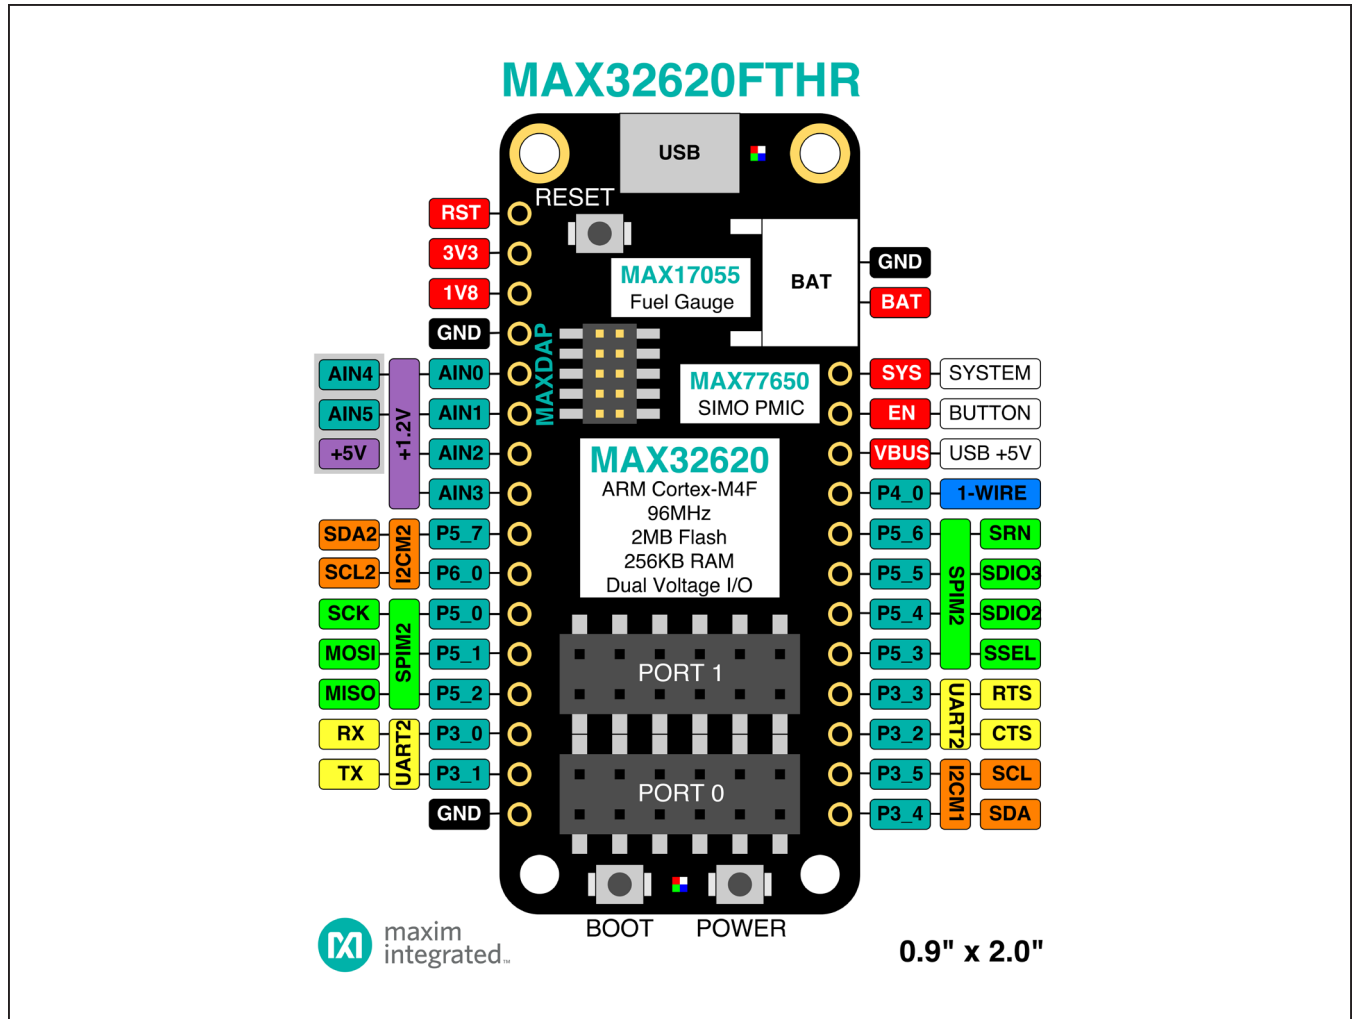 MAX32620FTHR
USB
RESET
RST
3V3
1V8
GND
MAX17055
Fuel Gauge
BAT
GND
BAT
MAXDAP
MAX77650
SIMO PMIC
AIN4
AIN5
+5V
+1.2V
AIN0
AIN1
AIN2
AIN3
SYS SYSTEM
EN BUTTON
VBUS USB +5V
P4_0 1-WIRE
MAX32620
ARM Cortex-M4F
96MHz
2MB Flash
256KB RAM
Dual Voltage I/O
SDA2
SCL2
I2CM2
P5_7
P6_0
SCK
MOSI
MISO
SPIM2
P5_0
P5_1
P5_2
RX
TX
UART2
P3_0
P3_1
GND
P5_6
P5_5
P5_4
P5_3
SPIM2
SRN
SDIO3
SDIO2
SSEL
P3_3
P3_2
UART2
RTS
CTS
P3_5
P3_4
I2CM1
SCL
SDA
PORT 1
PORT 0
BOOT
POWER
maxim
integrated™
0.9" x 2.0"